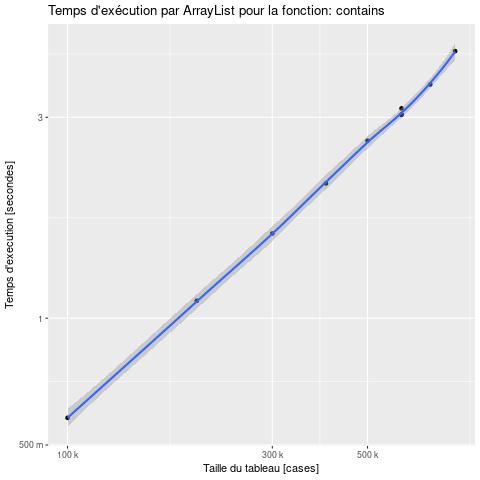 Temps d'exécution par ArrayList pour la fonction: contains
Temps d'execution [secondes]
3
1
500 m
100 k
300 k
500 k
Taille du tableau [cases]